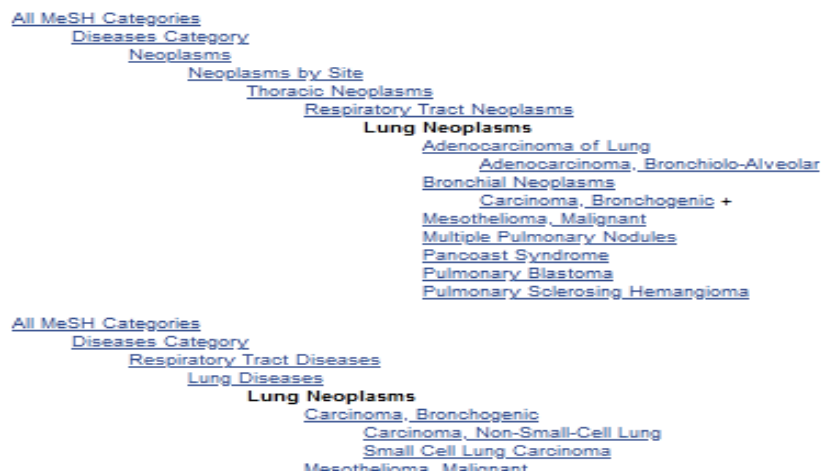 All MeSH Categories
Diseases Category
Neoplasms
Neoplasms by Site
Thoracic Neoplasms
Respiratory Tract Neoplasms
Lung Neoplasms
Adenocarcinoma of Lung
Adenocarcinoma, Bronchiolo-Alveolar
Bronchial Neoplasms
Carcinoma, Bronchogenic +
Mesothelioma, Malignant
Multiple Pulmonary Nodules
Pancoast Syndrome
Pulmonary Blastoma
Pulmonary Sclerosing Hemangioma
All MeSH Categories
Diseases Category
Respiratory Tract Diseases
Lung Diseases
Lung Neoplasms
Carcinoma, Bronchogenic
Carcinoma, Non-Small-Cell Lung
Small Cell Lung Carcinoma
Mesothelioma, Malignant